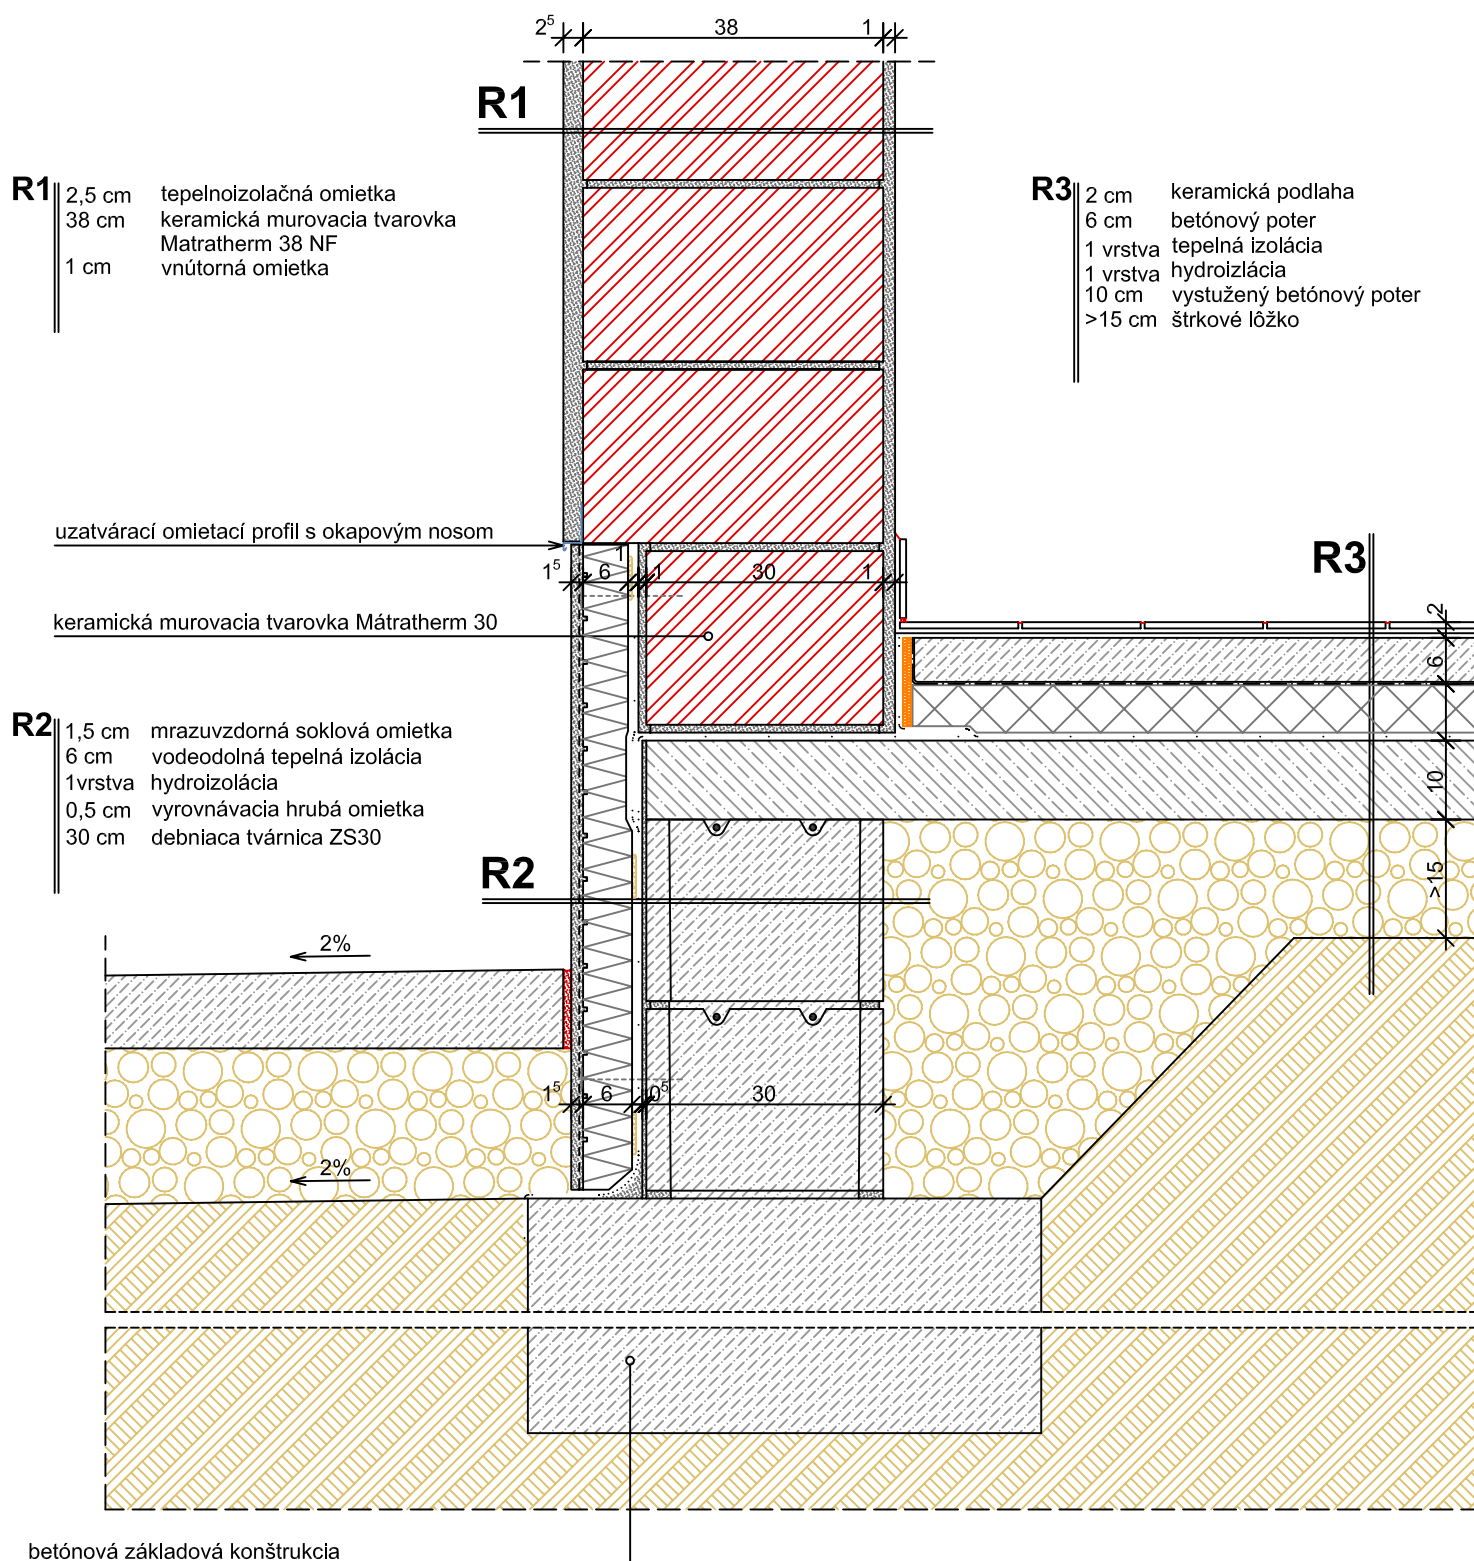 2⁵ 38 1
R1
R1
2,5 cm tepelnoizolačná omietka
38 cm keramická murovacia tvarovka
Matratherm 38 NF
1 cm vnútorná omietka
R3
2 cm keramická podlaha
6 cm betónový poter
1 vrstva tepelná izolácia
1 vrstva hydroizlácia
10 cm vystužený betónový poter
>15 cm štrkové lôžko
uzatvárací omietací profil s okapovým nosom
R3
1
1⁵ 6 1 30 1
keramická murovacia tvarovka Mátratherm 30
2
6
10
>15
R2
1,5 cm mrazuvzdorná soklová omietka
6 cm vodeodolná tepelná izolácia
1vrstva hydroizolácia
0,5 cm vyrovnávacia hrubá omietka
30 cm debniaca tvárnica ZS30
R2
2%
1⁵ 6 0⁵ 30
2%
betónová základová konštrukcia